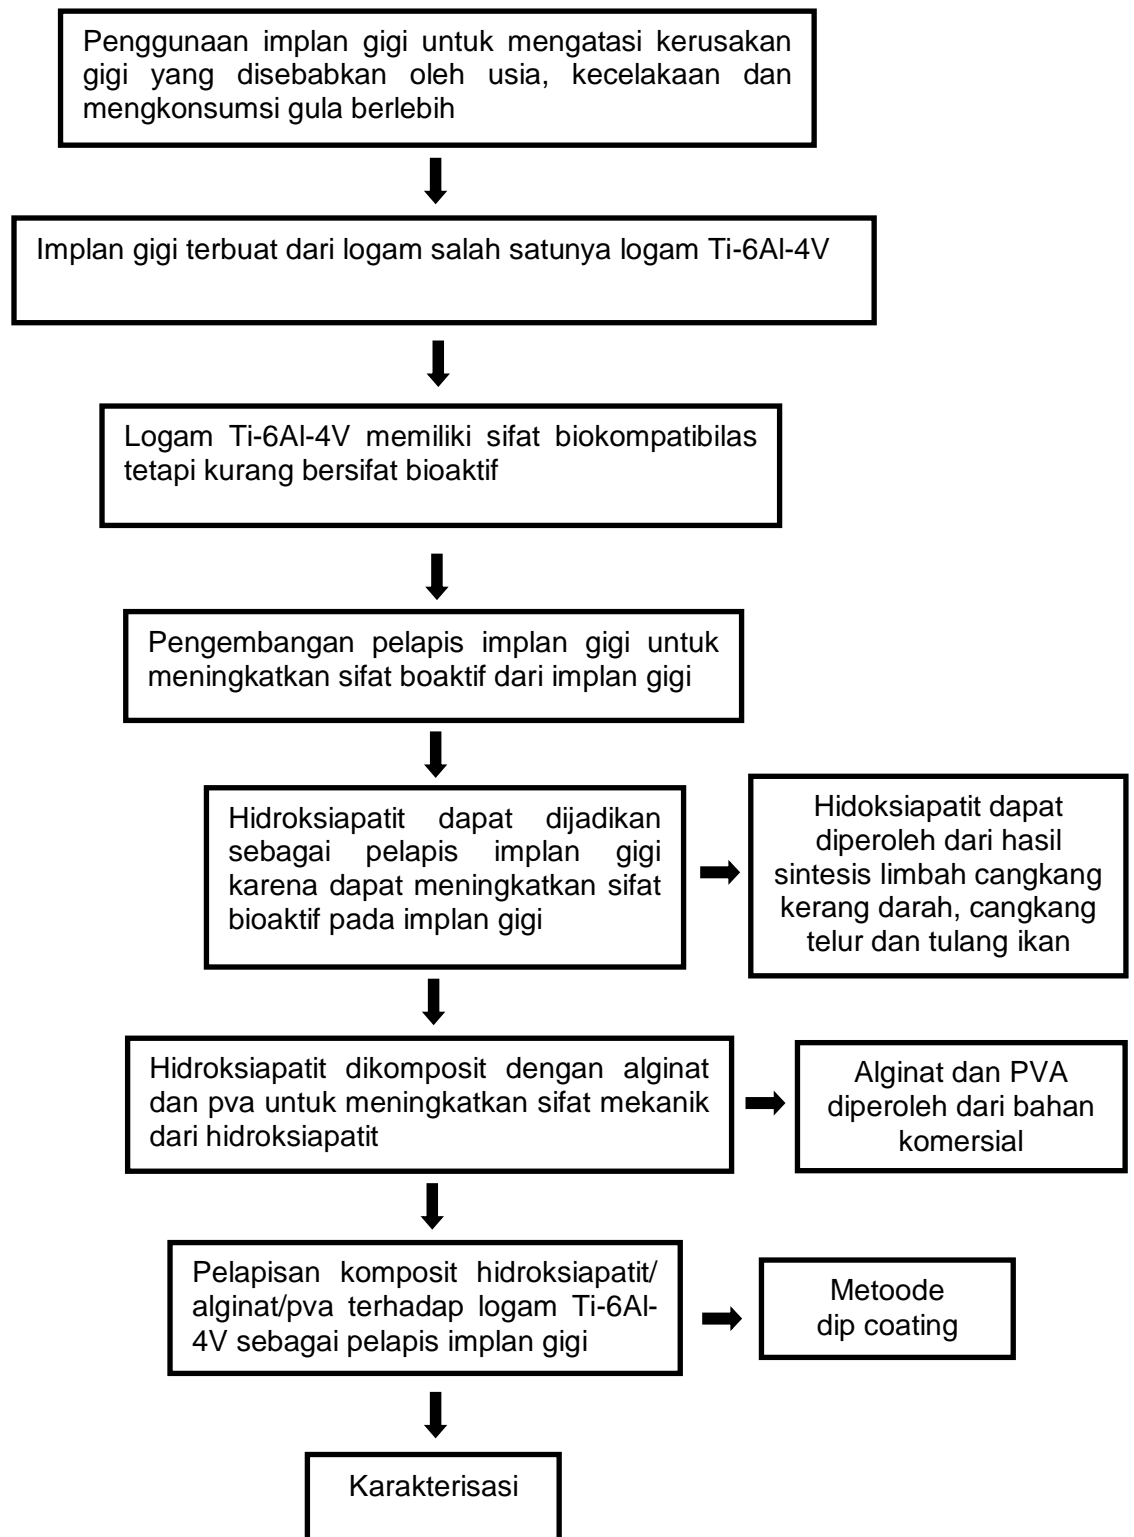 Penggunaan implan gigi untuk mengatasi kerusakan
gigi yang disebabkan oleh usia, kecelakaan dan
mengkonsumsi gula berlebih
Implan gigi terbuat dari logam salah satunya logam Ti-6Al-4V
Logam Ti-6Al-4V memiliki sifat biokompatibilas
tetapi kurang bersifat bioaktif
Pengembangan pelapis implan gigi untuk
meningkatkan sifat boaktif dari implan gigi
Hidroksiapatit dapat dijadikan
sebagai pelapis implan gigi
karena dapat meningkatkan sifat
bioaktif pada implan gigi
Hidoksiapatit dapat
diperoleh dari hasil
sintesis limbah cangkang
kerang darah, cangkang
telur dan tulang ikan
Hidroksiapatit dikomposit dengan alginat
dan pva untuk meningkatkan sifat mekanik
dari hidroksiapatit
Alginat dan PVA
diperoleh dari bahan
komersial
Pelapisan komposit hidroksiapatit/
alginat/pva terhadap logam Ti-6Al-
4V sebagai pelapis implan gigi
Metoode
dip coating
Karakterisasi